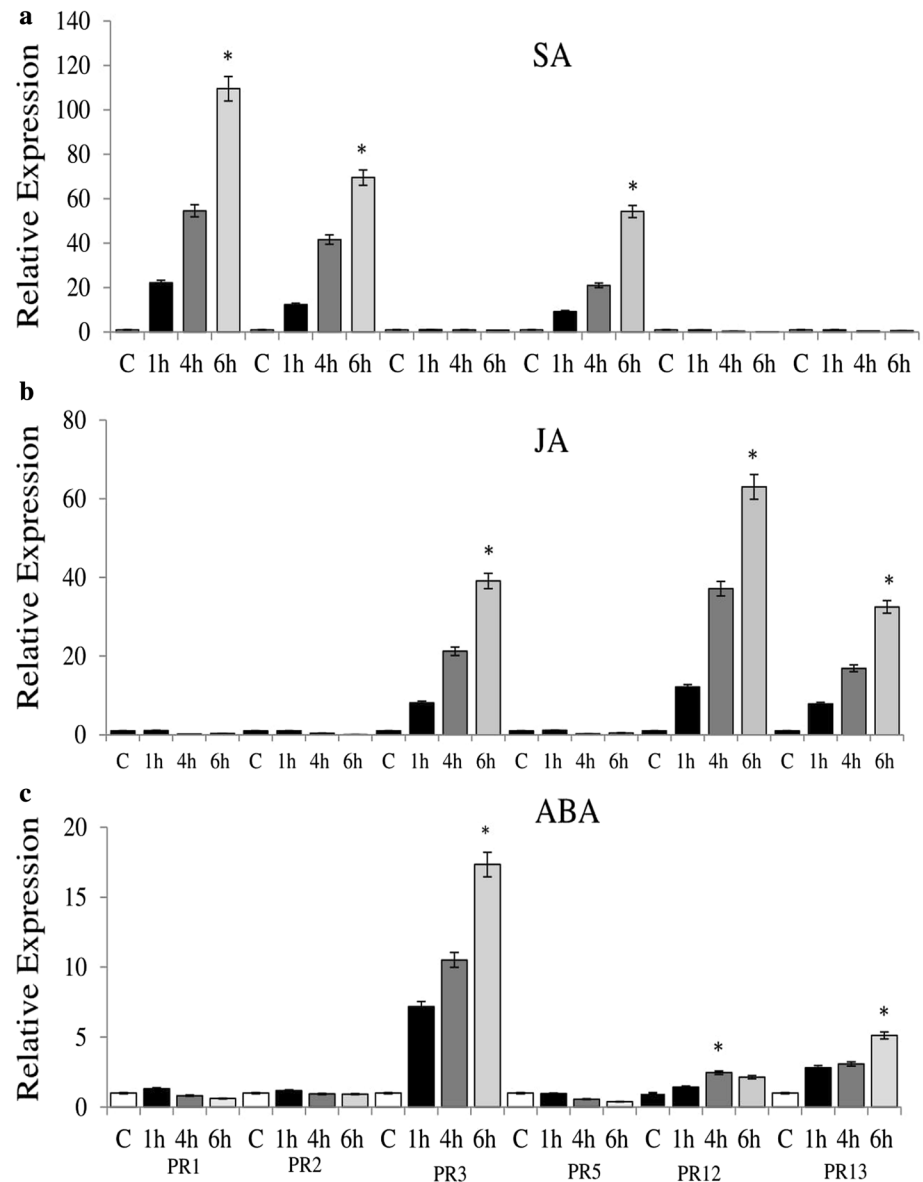 a
SA
Relative Expression
140
120
100
80
60
40
20
0
* * *
C 1h 4h 6h C 1h 4h 6h C 1h 4h 6h C 1h 4h 6h C 1h 4h 6h C 1h 4h 6h
b
JA
Relative Expression
80
60
40
20
0
* * *
C 1h 4h 6h C 1h 4h 6h C 1h 4h 6h C 1h 4h 6h C 1h 4h 6h C 1h 4h 6h
c
ABA
Relative Expression
20
15
10
5
0
* * *
C 1h 4h 6h C 1h 4h 6h C 1h 4h 6h C 1h 4h 6h C 1h 4h 6h C 1h 4h 6h
PR1 PR2 PR3 PR5 PR12 PR13